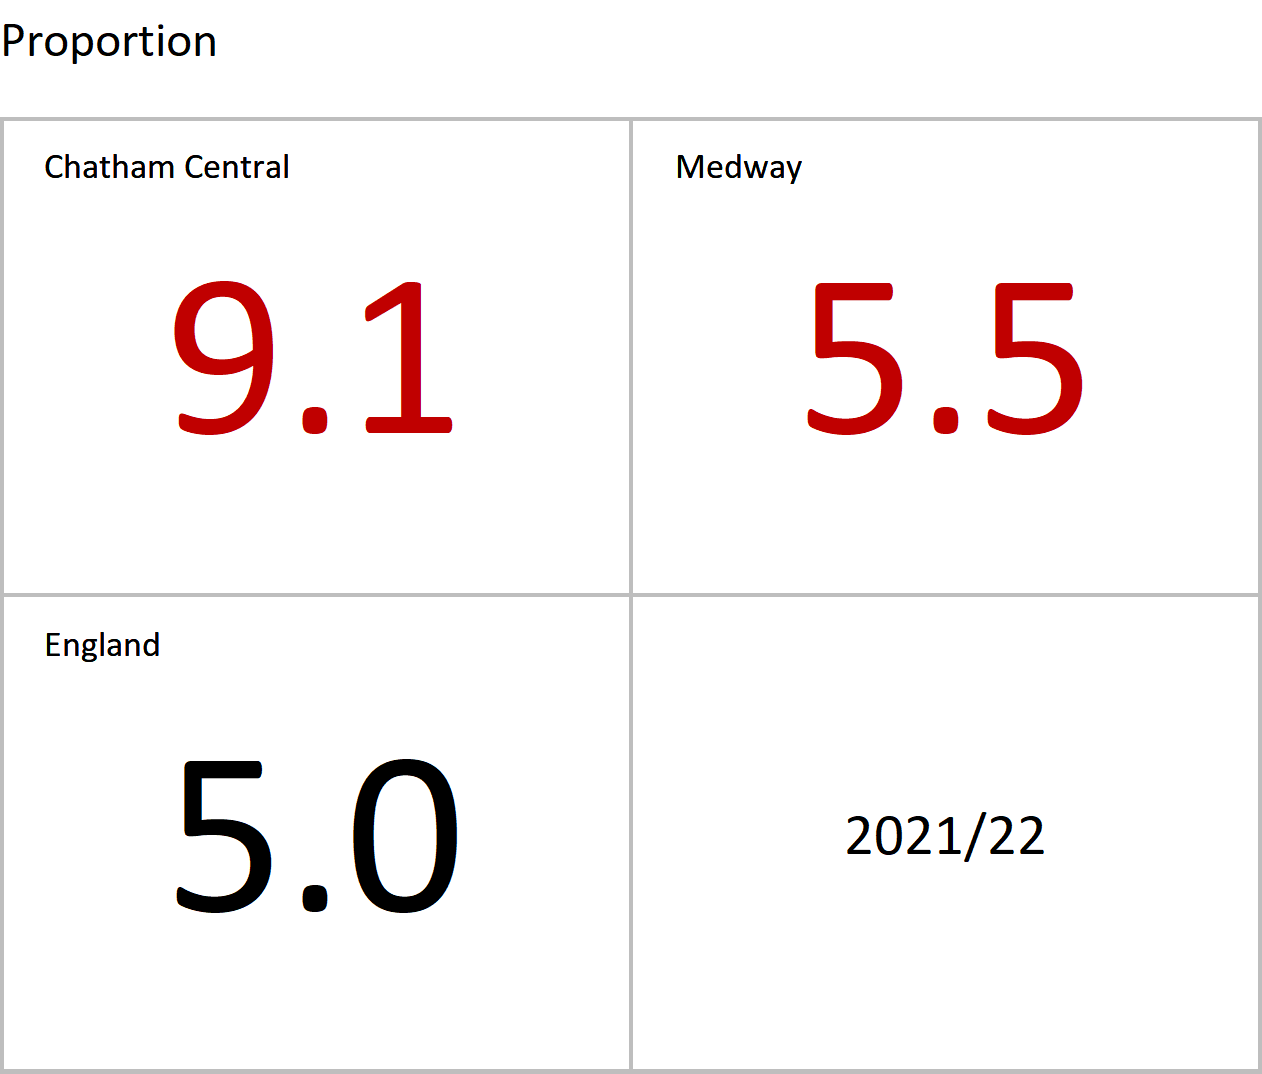 Proportion
Chatham Central
Medway
9.1
5.5
England
5.0
2021/22